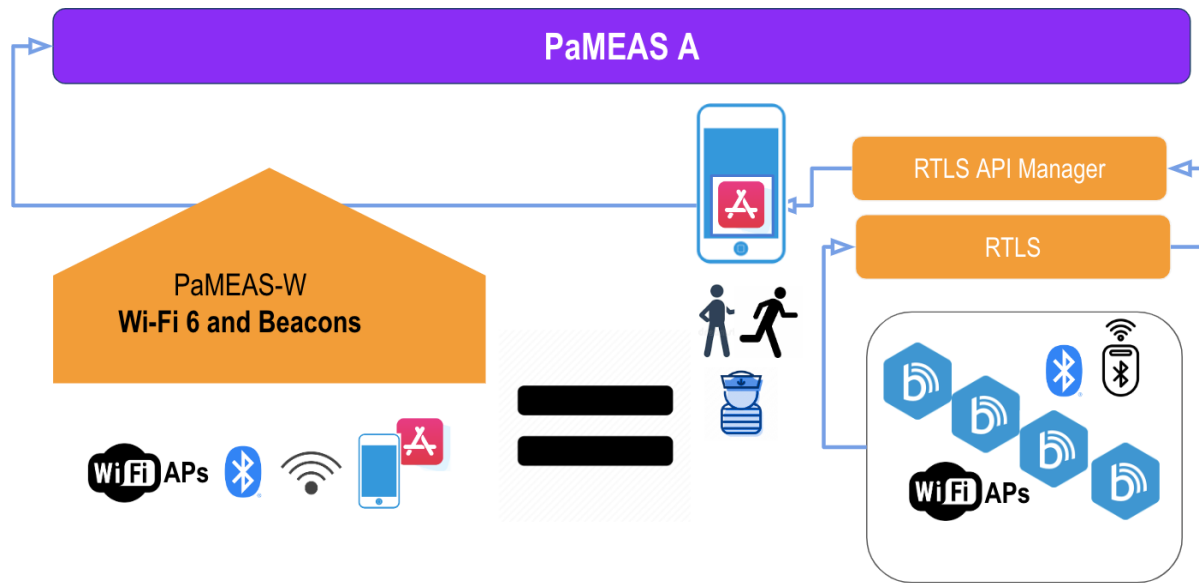 PaMEAS A
RTLS API Manager
RTLS
PaMEAS-W
Wi-Fi 6 and Beacons
WiFi APs
WiFi APs
b
b
b
b